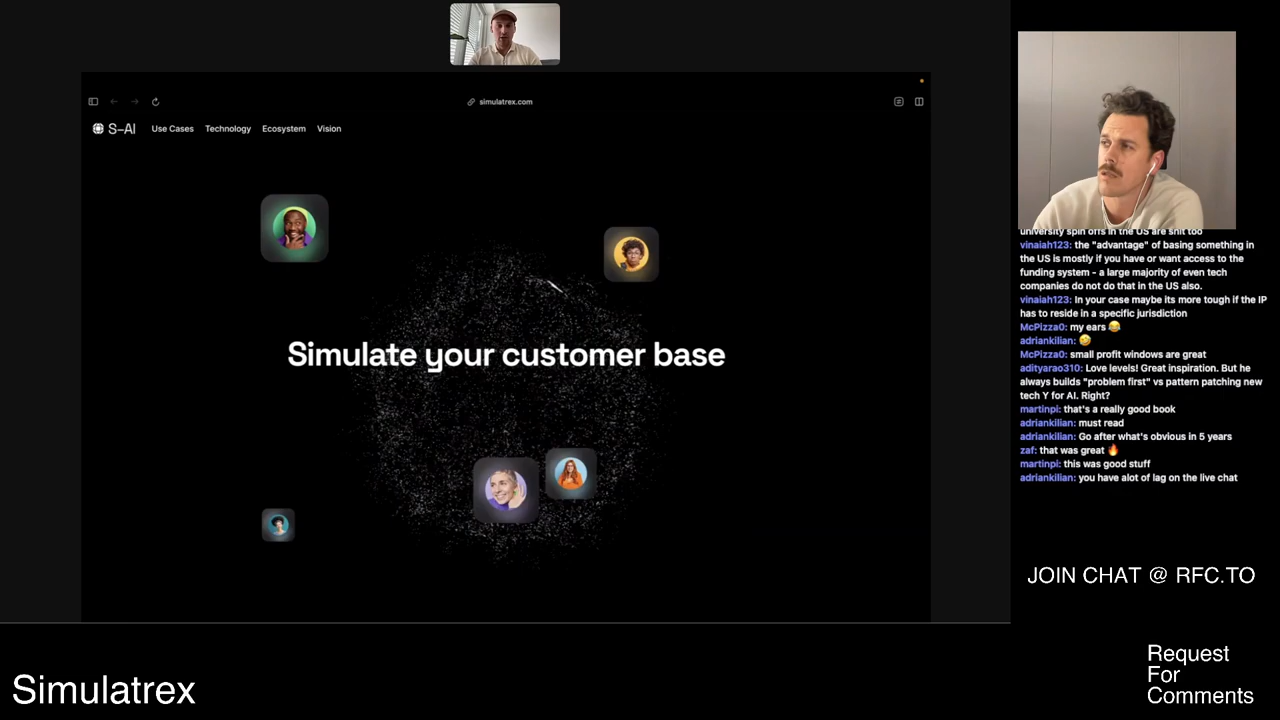 simulatrex.com
S–AI
Use Cases
Technology
Ecosystem
Vision
Simulate your customer base
university spin offs in the US are shit too
vinaiah123: the "advantage" of basing something in
the US is mostly if you have or want access to the
funding system - a large majority of even tech
companies do not do that in the US also.
vinaiah123: In your case maybe its more tough if the IP
has to reside in a specific jurisdiction
McPizza0: my ears 😂
adriankilian: 🤣
McPizza0: small profit windows are great
adityarao310: Love levels! Great inspiration. But he
always builds "problem first" vs pattern patching new
tech Y for AI. Right?
martinpi: that's a really good book
adriankilian: must read
adriankilian: Go after what's obvious in 5 years
zaf: that was great 🔥
martinpi: this was good stuff
adriankilian: you have alot of lag on the live chat
JOIN CHAT @ RFC.TO
Simulatrex
Request
For
Comments